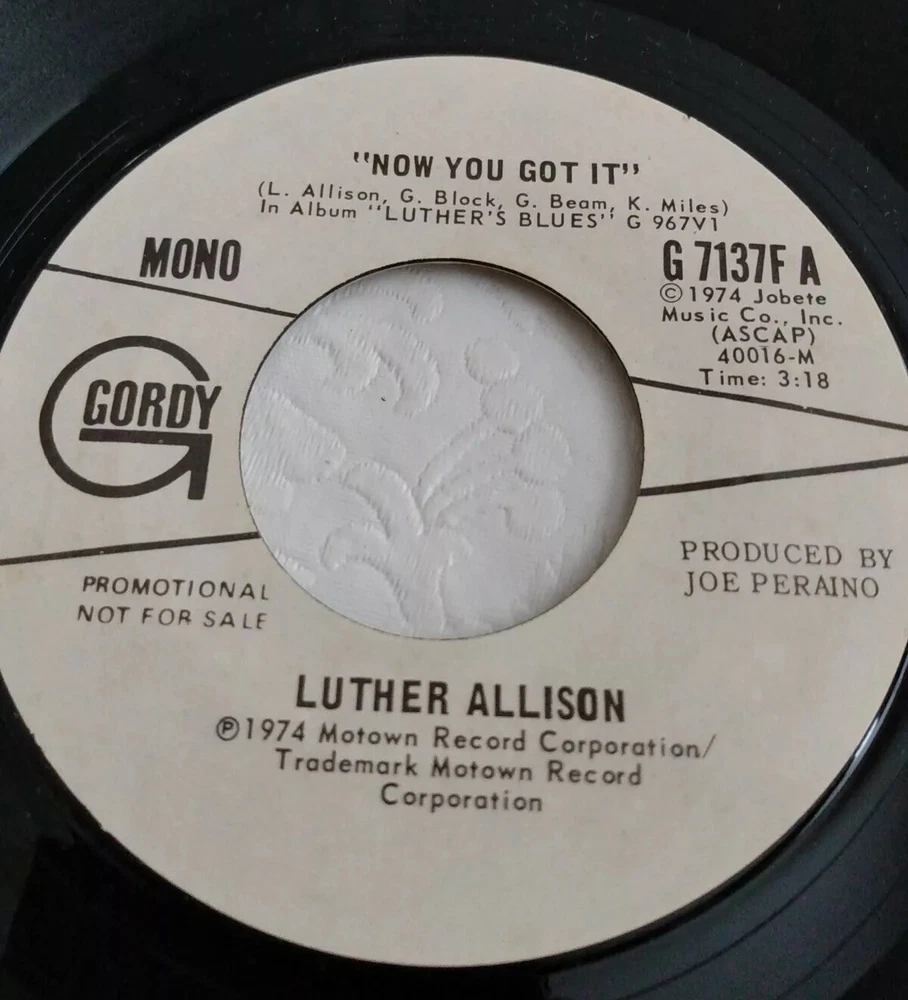 "NOW YOU GOT IT"
(L. Allison, G. Block, G. Beam, K. Miles)
In Album "LUTHER'S BLUES" G 967V1
MONO
G 7137F A
© 1974 Jobete
Music Co., Inc.
(ASCAP)
40016-M
Time: 3:18
GORDY
PROMOTIONAL
NOT FOR SALE
PRODUCED BY
JOE PERAINO
LUTHER ALLISON
℗1974 Motown Record Corporation/
Trademark Motown Record
Corporation